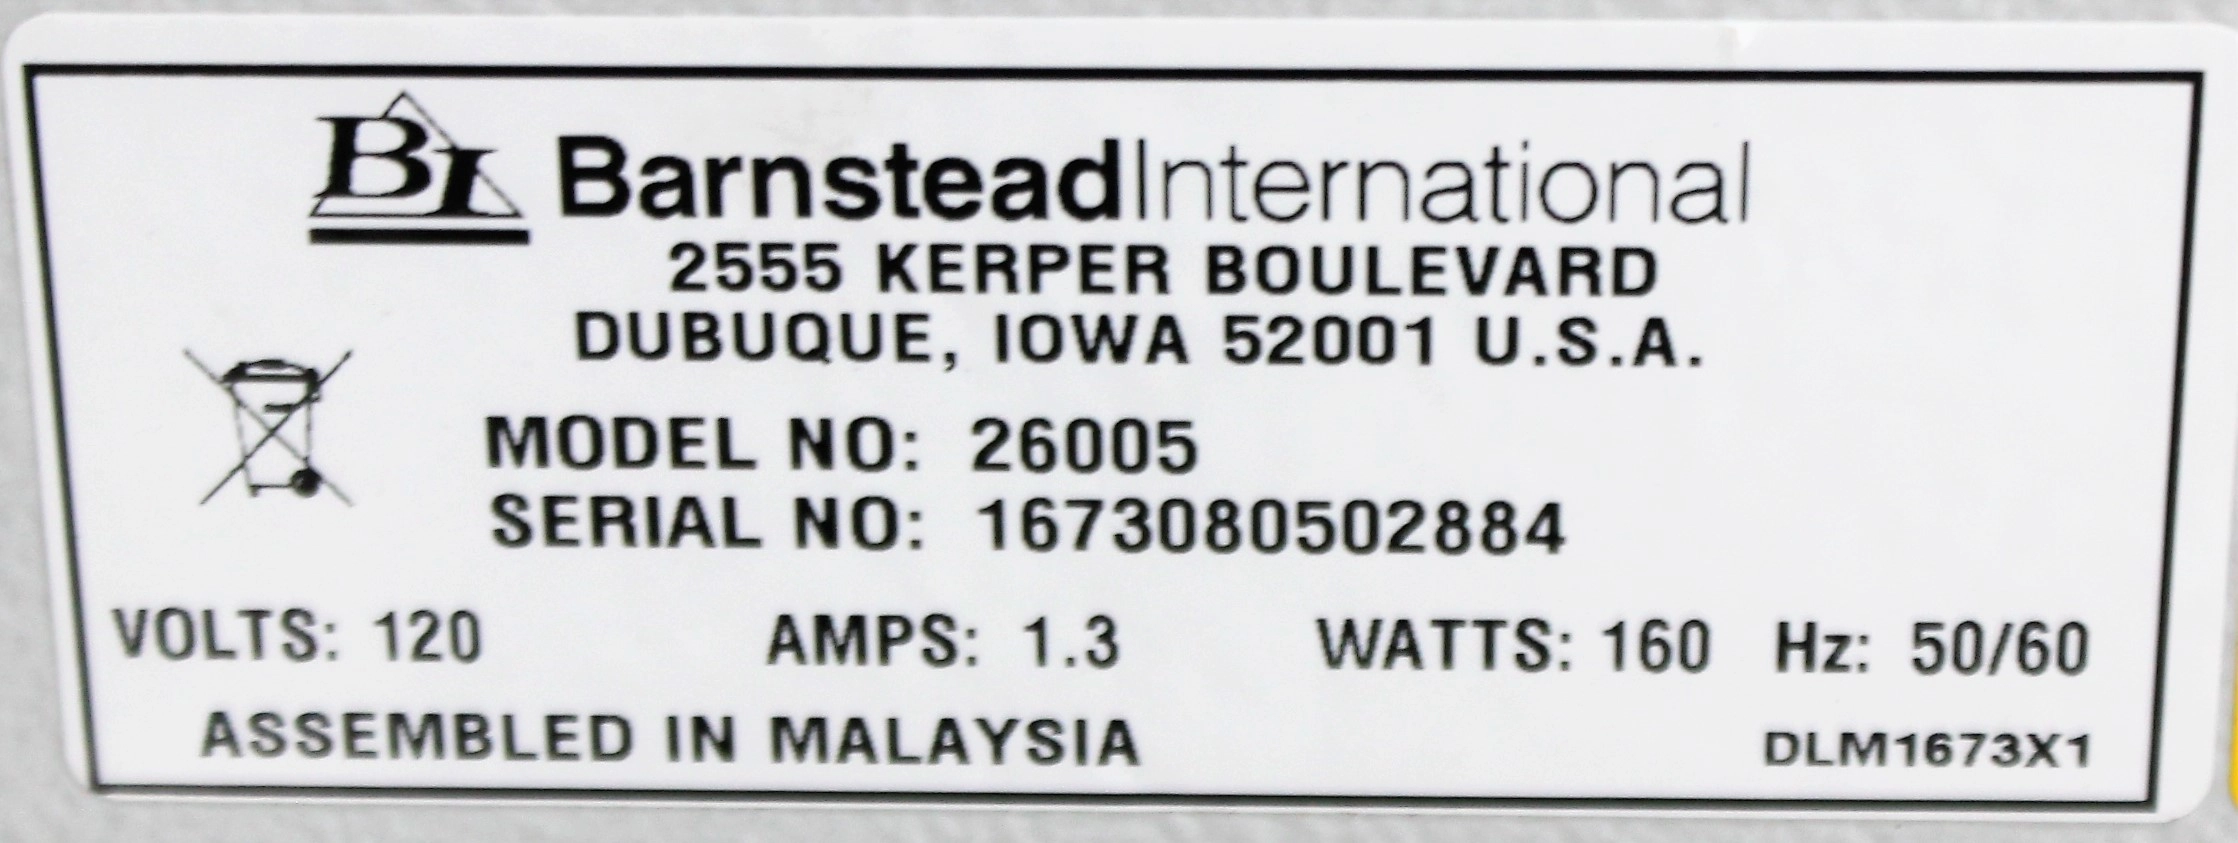 BI BarnsteadInternational
2555 KERPER BOULEVARD
DUBUQUE, IOWA 52001 U.S.A.
MODEL NO: 26005
SERIAL NO: 1673080502884
VOLTS: 120 AMPS: 1.3 WATTS: 160 Hz: 50/60
ASSEMBLED IN MALAYSIA DLM1673X1